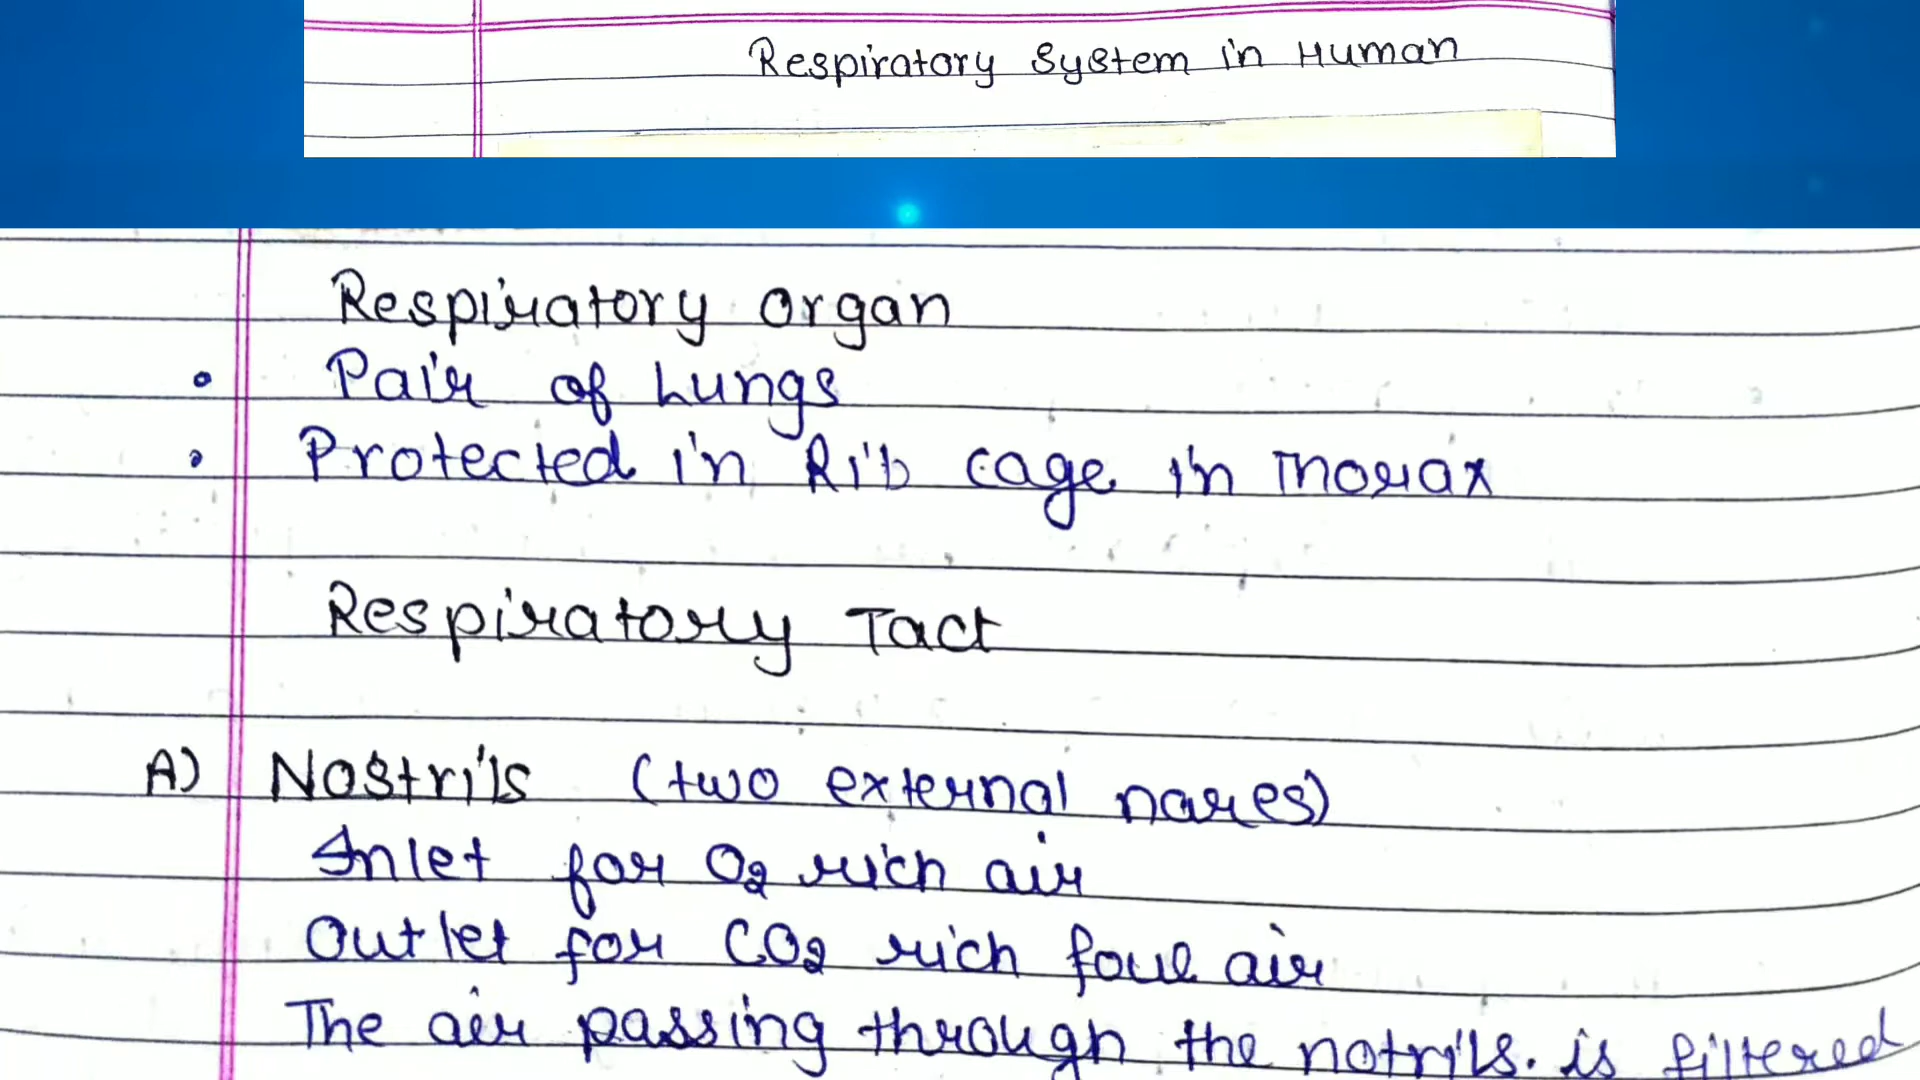 Respiratory System in Human
Respiratory organ
• Pair of Lungs
• Protected in Rib cage in Thorax
Respiratory Tact
A) Nostrils (two external nares)
Inlet for O2 rich air
Outlet for CO2 rich foul air
The air passing through the notrils. is filtered